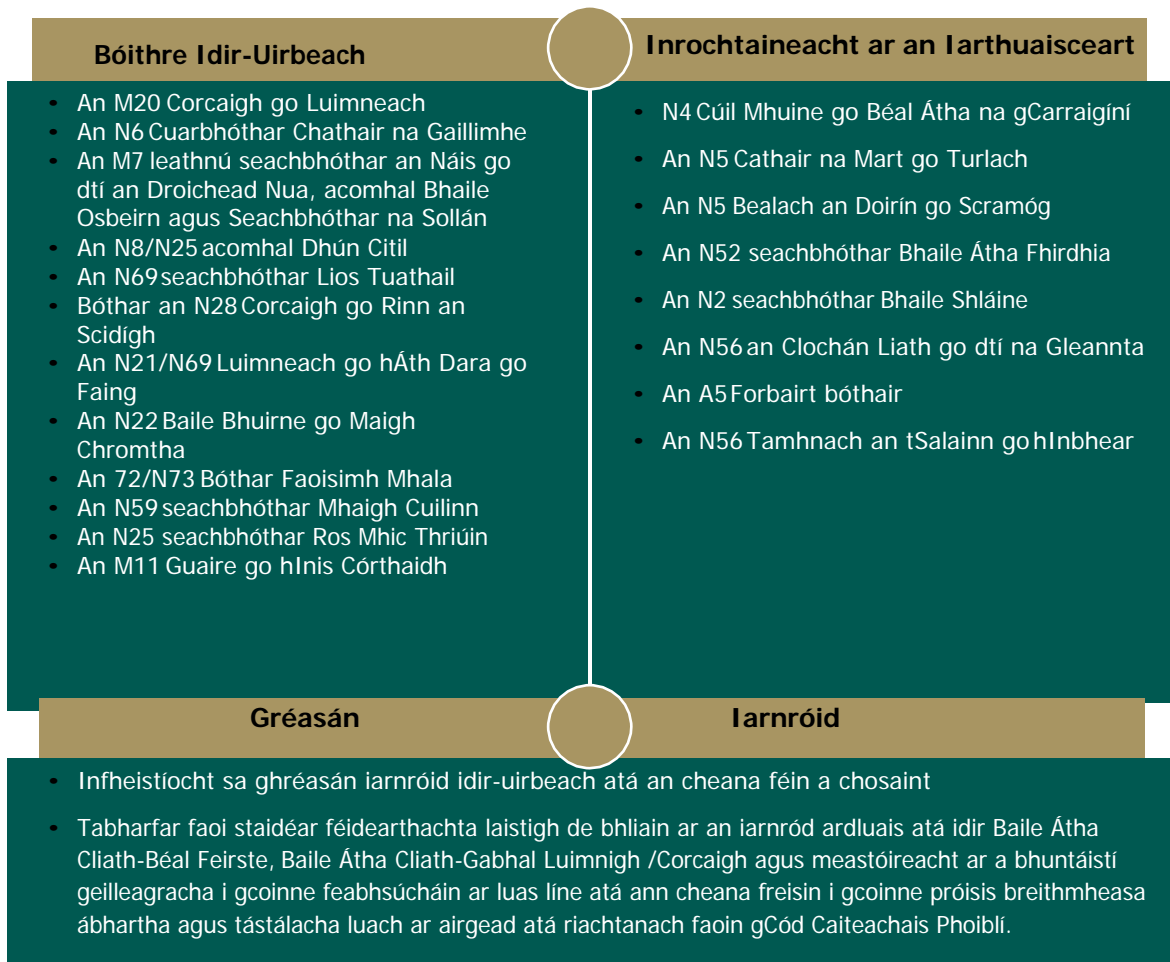 Bóithre Idir-Uirbeach
An M20 Corcaigh go Luimneach
An N6 Cuarbhóthar Chathair na Gaillimhe
An M7 leathnú seachbhóthar an Náis go
dtí an Droichead Nua, acomhal Bhaile
Osbeirn agus Seachbhóthar na Sollán
An N8/N25 acomhal Dhún Citil
An N69 seachbhóthar Lios Tuathail
Bóthar an N28 Corcaigh go Rinn an
Scidígh
An N21/N69 Luimneach go hÁth Dara go
Faing
An N22 Baile Bhuirne go Maigh
Chromtha
An 72/N73 Bóthar Faoisimh Mhala
An N59 seachbhóthar Mhaigh Cuilinn
An N25 seachbhóthar Ros Mhic Thriúin
An M11 Guaire go hInis Córthaidh
Inrochtaineacht ar an Iarthuaisceart
N4 Cúil Mhuine go Béal Átha na gCarraigíní
An N5 Cathair na Mart go Turlach
An N5 Bealach an Doirín go Scramóg
An N52 seachbhóthar Bhaile Átha Fhirdhia
An N2 seachbhóthar Bhaile Shláine
An N56 an Clochán Liath go dtí na Gleannta
An A5 Forbairt bóthair
An N56 Tamhnach an tSalainn go hInbhear
Gréasán Iarnróid
Infheistíocht sa ghréasán iarnróid idir-uirbeach atá an cheana féin a chosaint
Tabharfar faoi staidéar féidearthachta laistigh de bhliain ar an iarnród ardluais atá idir Baile Átha
Cliath-Béal Feirste, Baile Átha Cliath-Gabhal Luimnigh /Corcaigh agus meastóireacht ar a bhuntáistí
geilleagracha i gcoinne feabhsúcháin ar luas líne atá ann cheana freisin i gcoinne próisis breithmheasa
ábhartha agus tástálacha luach ar airgead atá riachtanach faoin gCód Caiteachais Phoiblí.